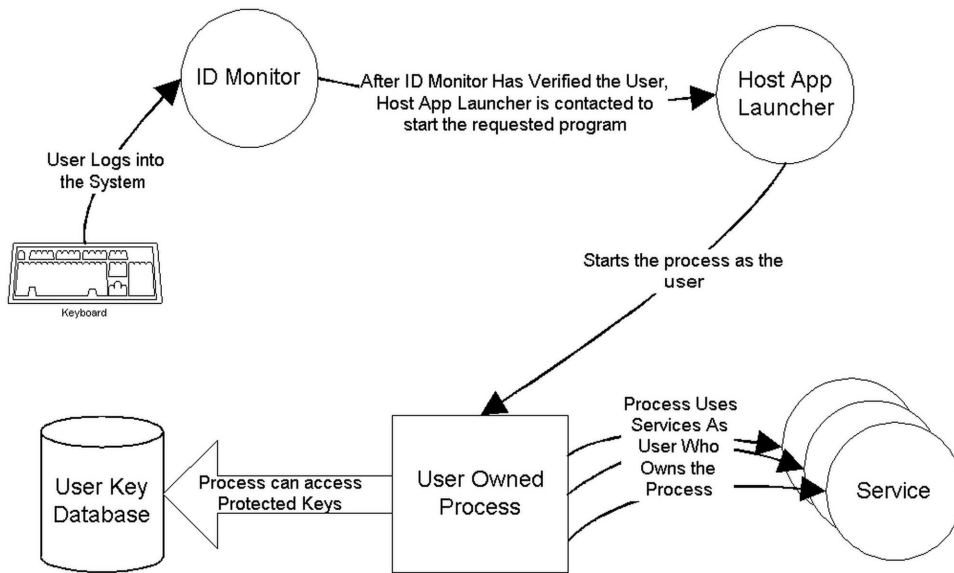 ID Monitor
After ID Monitor Has Verified the User,
Host App Launcher is contacted to
start the requested program
Host App
Launcher
User Logs into
the System
Keyboard
Starts the process as the
user
User Key
Database
Process can access
Protected Keys
User Owned
Process
Process Uses
Services As
User Who
Owns the
Process
Service